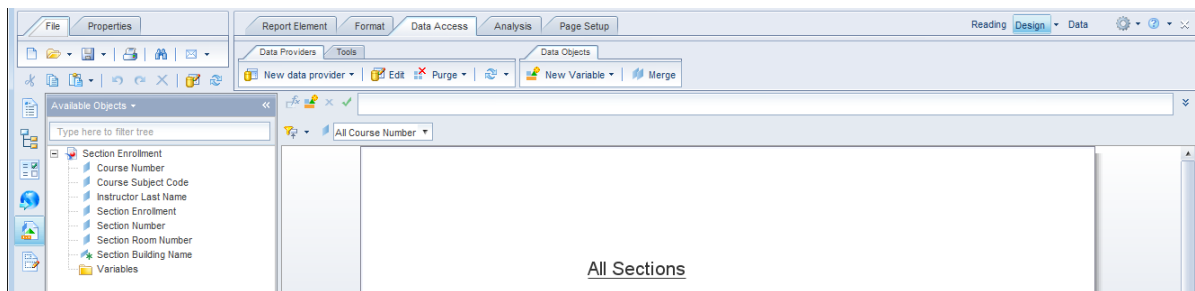 File Properties Report Element Format Data Access Analysis Page Setup Reading Design Data
Data Providers Tools Data Objects
New data provider Edit Purge New Variable Merge
Available Objects
Type here to filter tree
All Course Number
Section Enrollment
Course Number
Course Subject Code
Instructor Last Name
Section Enrollment
Section Number
Section Room Number
Section Building Name
Variables
All Sections